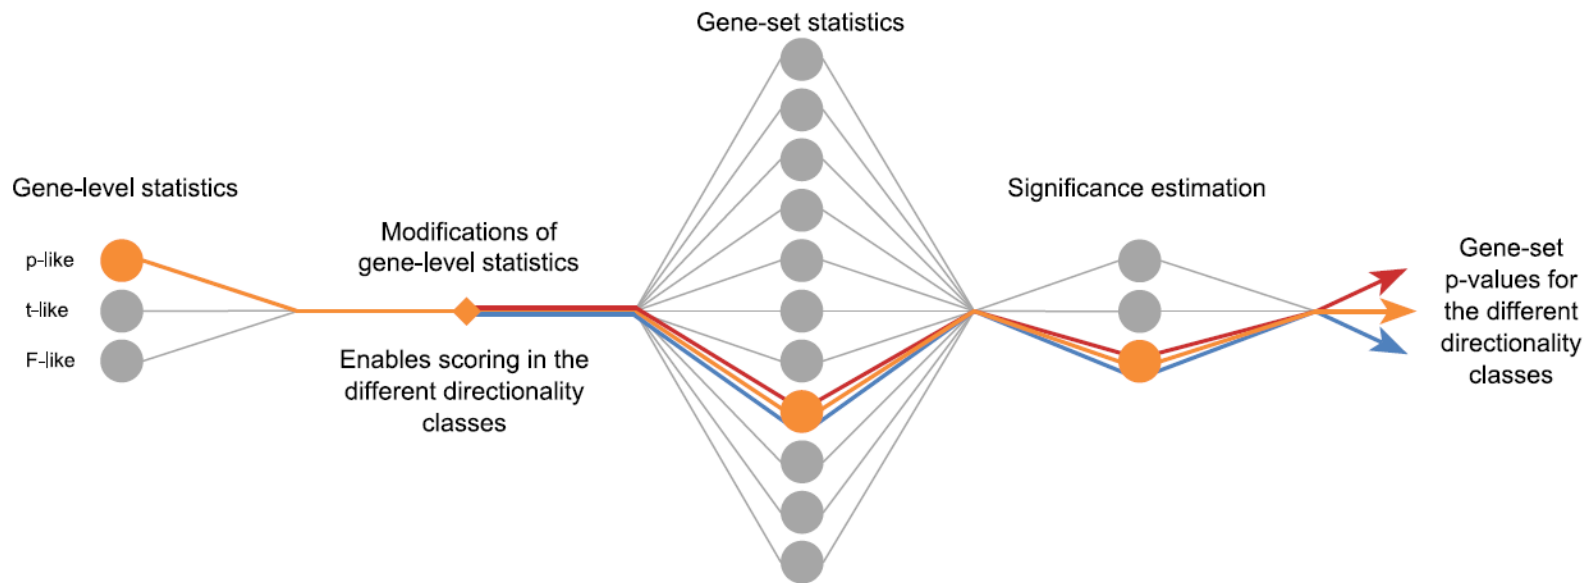 Gene-set statistics
Gene-level statistics
p-like
t-like
F-like
Modifications of
gene-level statistics
Enables scoring in the
different directionality
classes
Significance estimation
Gene-set
p-values for
the different
directionality
classes